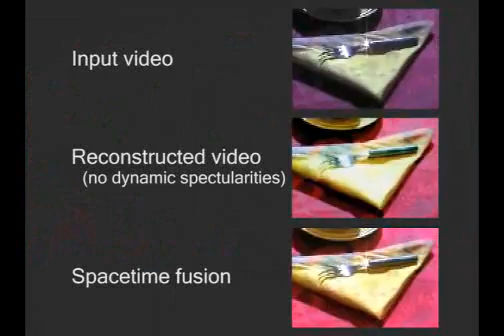 Input video
Reconstructed video
(no dynamic spectularities)
Spacetime fusion